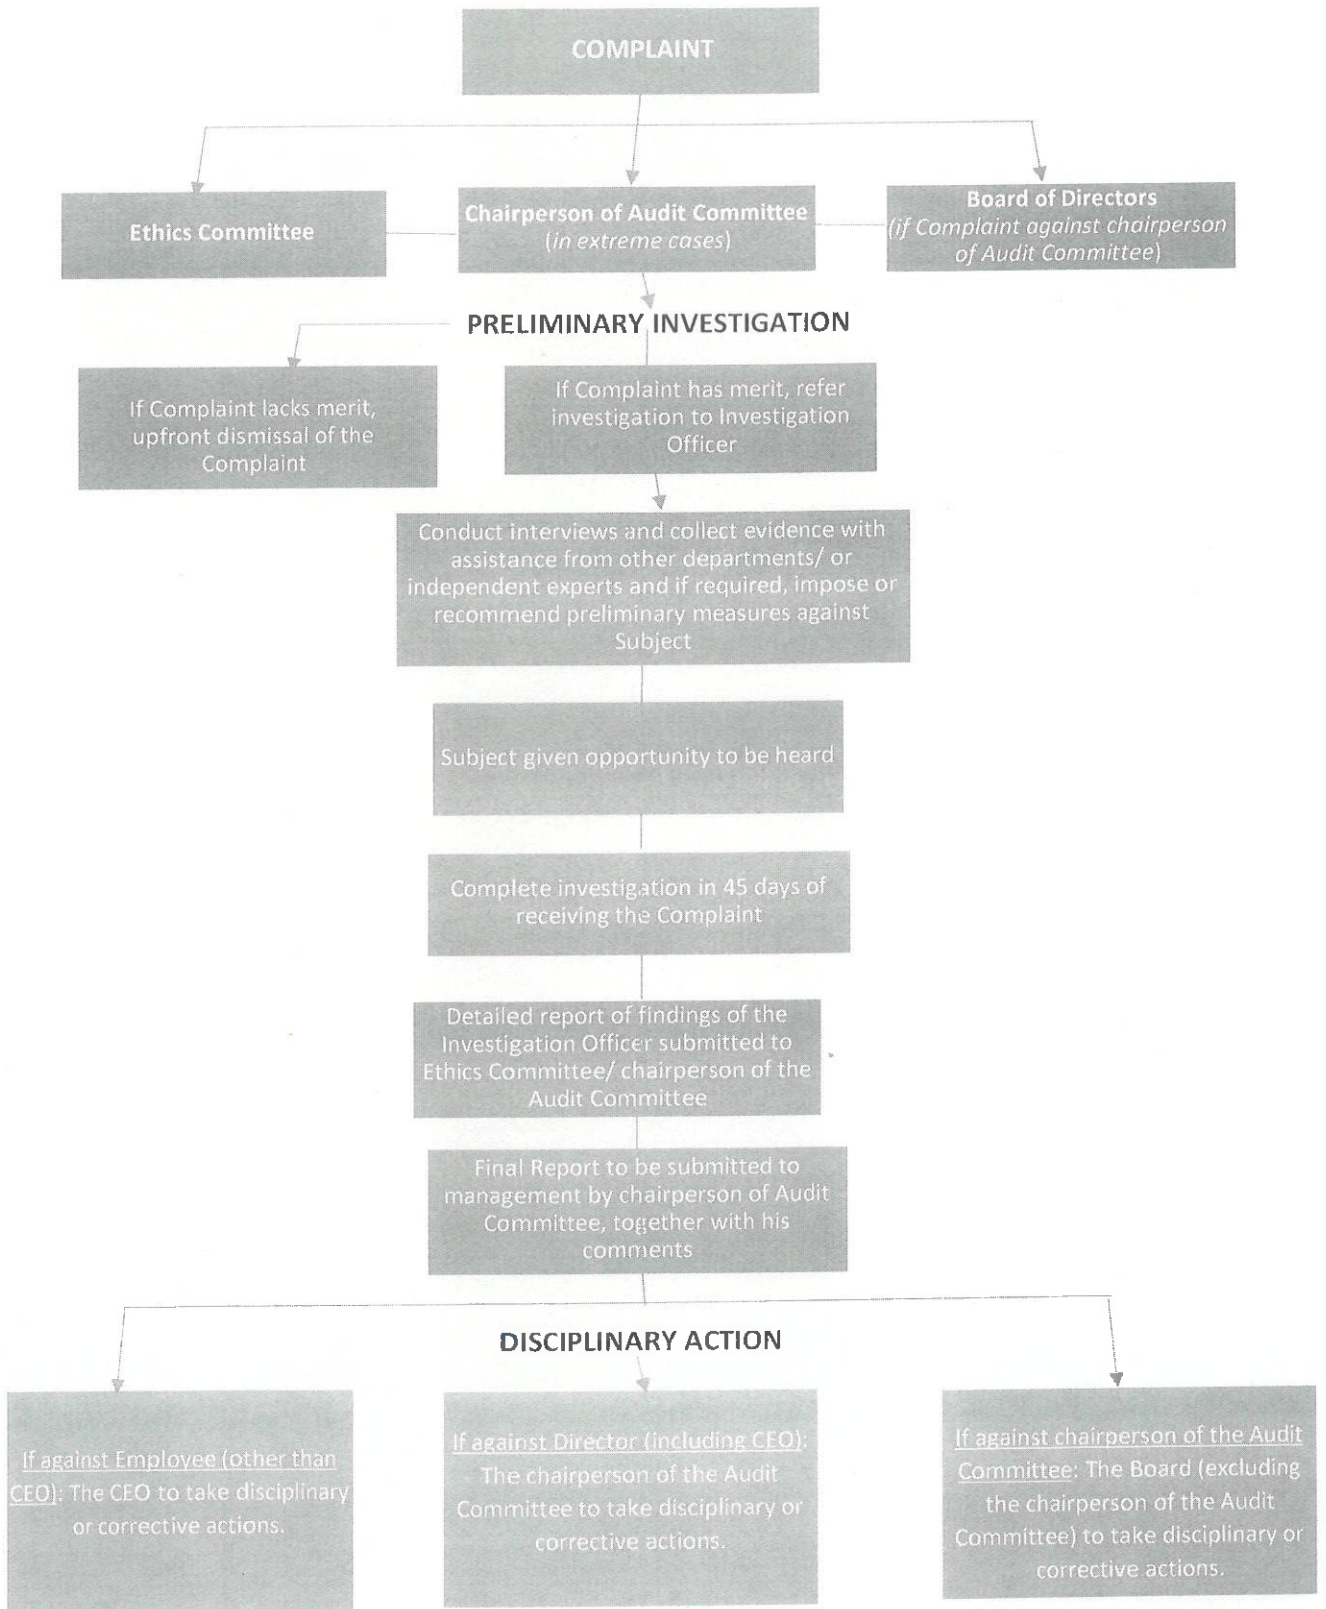 COMPLAINT
Ethics Committee
Chairperson of Audit Committee
(in extreme cases)
Board of Directors
(if Complaint against chairperson
of Audit Committee)
PRELIMINARY INVESTIGATION
If Complaint lacks merit,
upfront dismissal of the
Complaint
If Complaint has merit, refer
investigation to Investigation
Officer
Conduct interviews and collect evidence with
assistance from other departments/ or
independent experts and if required, impose or
recommend preliminary measures against
Subject
Subject given opportunity to be heard
Complete investigation in 45 days of
receiving the Complaint
Detailed report of findings of the
Investigation Officer submitted to
Ethics Committee/ chairperson of the
Audit Committee
Final Report to be submitted to
management by chairperson of Audit
Committee, together with his
comments
DISCIPLINARY ACTION
If against Employee (other than
CEO): The CEO to take disciplinary
or corrective actions.
If against Director (including CEO):
The chairperson of the Audit
Committee to take disciplinary or
corrective actions.
If against chairperson of the Audit
Committee: The Board (excluding
the chairperson of the Audit
Committee) to take disciplinary or
corrective actions.